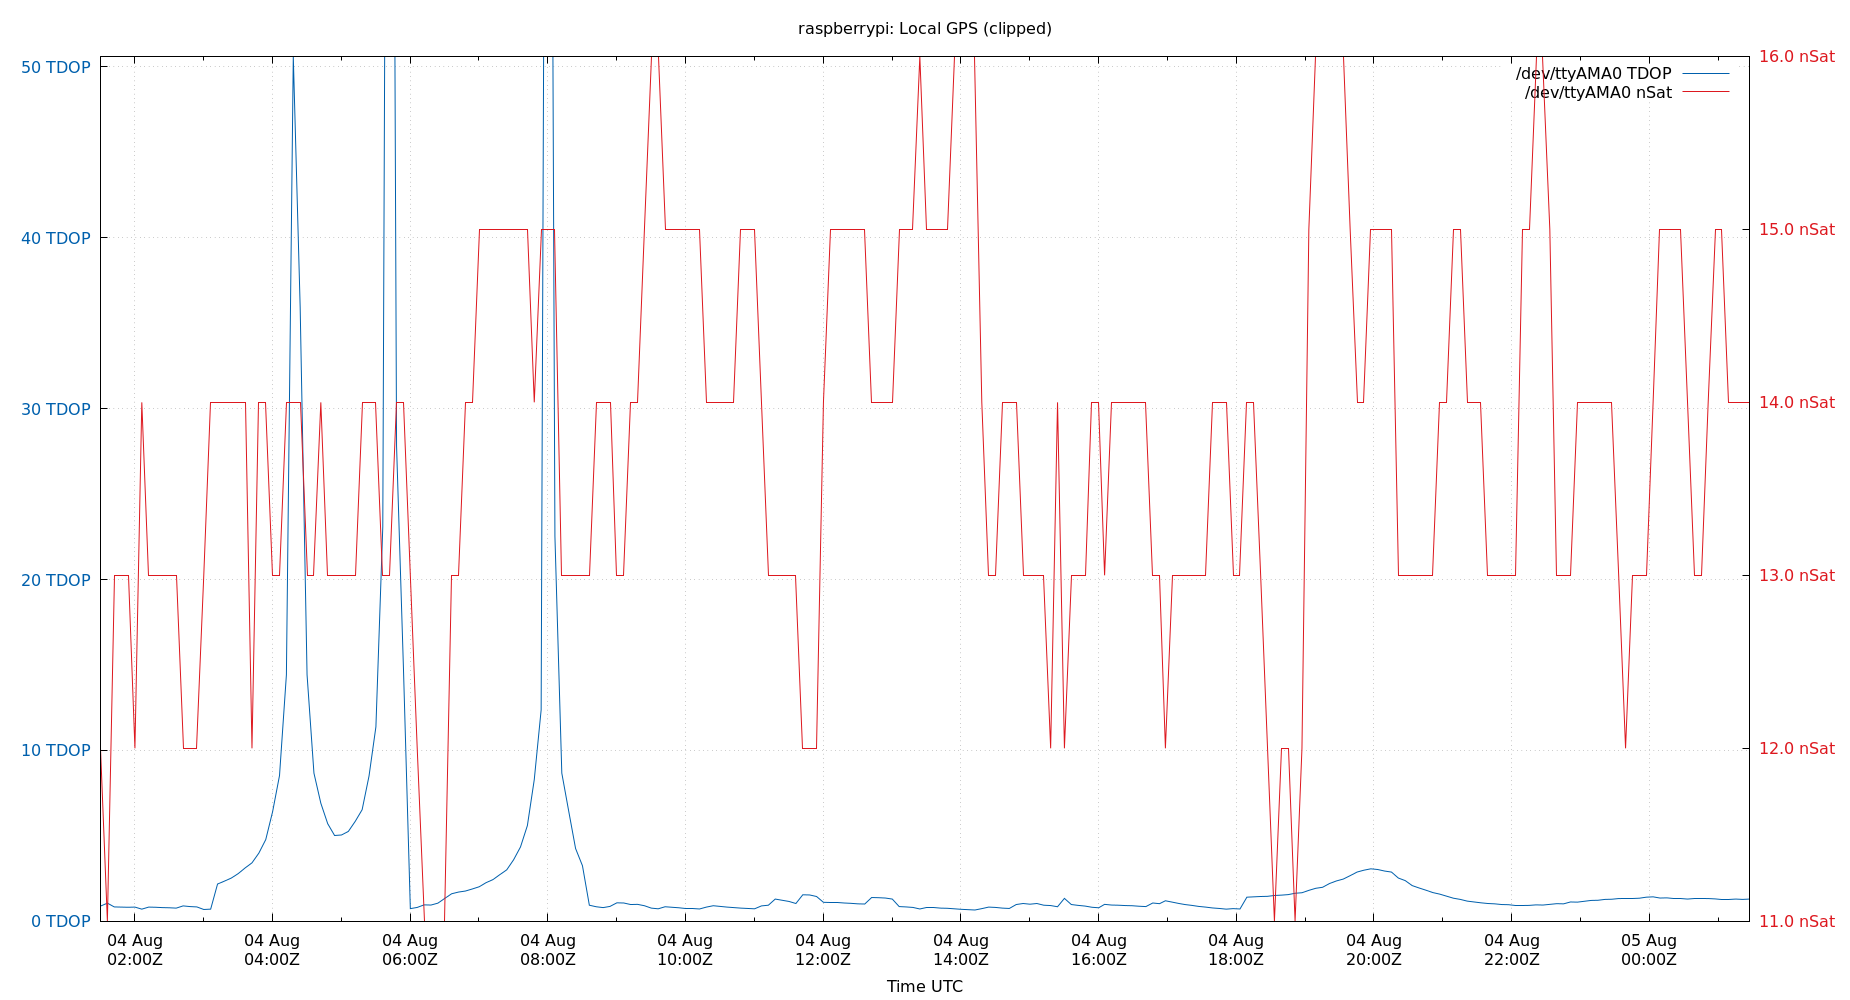 raspberrypi: Local GPS (clipped)
50 TDOP
40 TDOP
30 TDOP
20 TDOP
10 TDOP
0 TDOP
16.0 nSat
15.0 nSat
14.0 nSat
13.0 nSat
12.0 nSat
11.0 nSat
/dev/ttyAMA0 TDOP
/dev/ttyAMA0 nSat
04 Aug
02:00Z
04 Aug
04:00Z
04 Aug
06:00Z
04 Aug
08:00Z
04 Aug
10:00Z
04 Aug
12:00Z
04 Aug
14:00Z
04 Aug
16:00Z
04 Aug
18:00Z
04 Aug
20:00Z
04 Aug
22:00Z
05 Aug
00:00Z
Time UTC